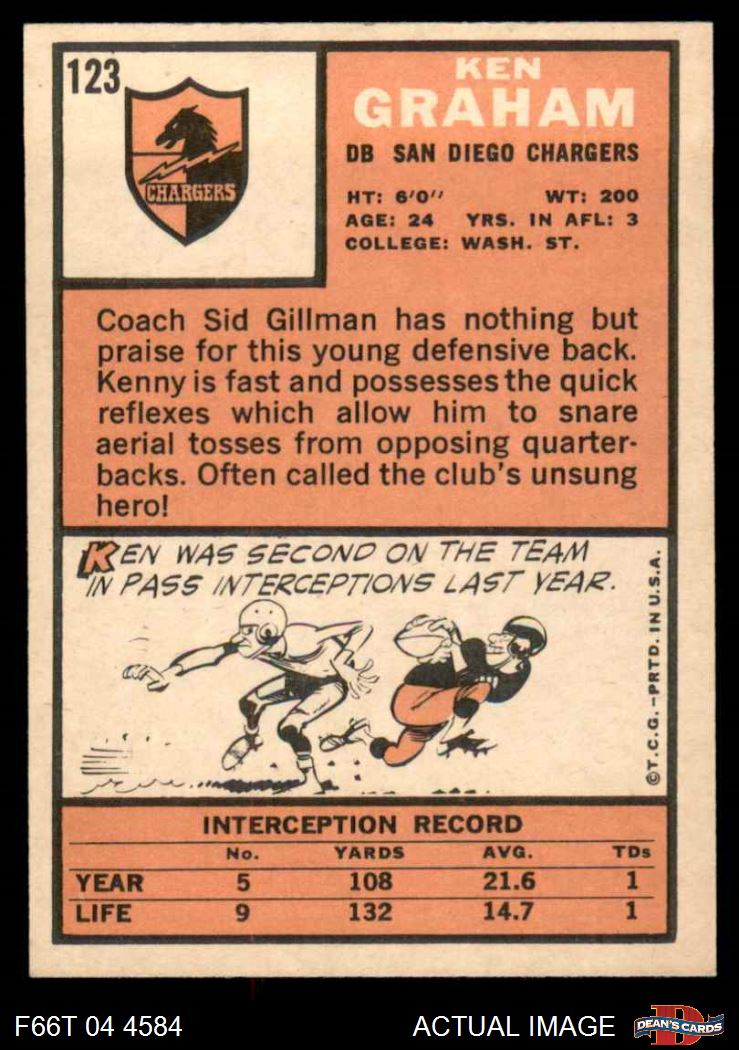 123
CHARGERS
KEN
GRAHAM
DB SAN DIEGO CHARGERS
HT: 6'0'' WT: 200
AGE: 24 YRS. IN AFL: 3
COLLEGE: WASH. ST.
Coach Sid Gillman has nothing but
praise for this young defensive back.
Kenny is fast and possesses the quick
reflexes which allow him to snare
aerial tosses from opposing quarter-
backs. Often called the club's unsung
hero!
KEN WAS SECOND ON THE TEAM
IN PASS INTERCEPTIONS LAST YEAR.
©T.C.G.-PRTD. IN U.S.A.
INTERCEPTION RECORD
No. YARDS AVG. TDs
YEAR 5 108 21.6 1
LIFE 9 132 14.7 1
F66T 04 4584 ACTUAL IMAGE
D
DEAN'S CARDS